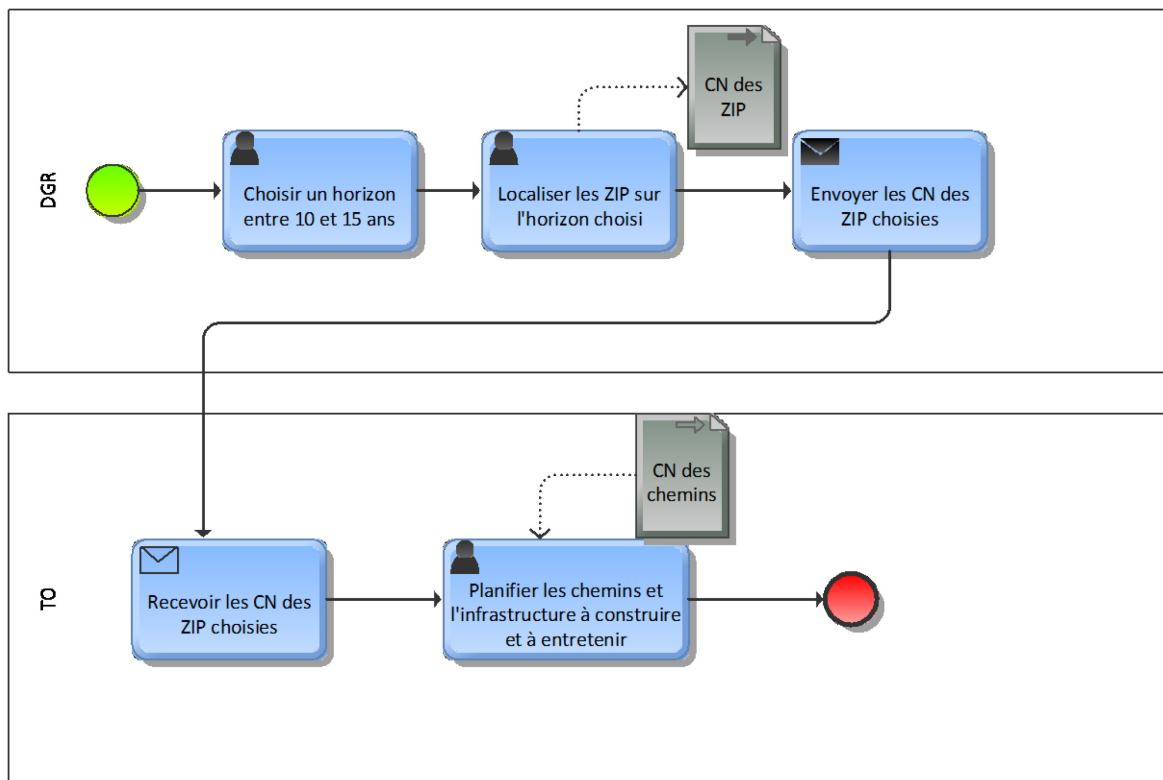 DGR
CN des
ZIP
Choisir un horizon
entre 10 et 15 ans
Localiser les ZIP sur
l'horizon choisi
Envoyer les CN des
ZIP choisies
TO
CN des
chemins
Recevoir les CN des
ZIP choisies
Planifier les chemins et
l'infrastructure à construire
et à entretenir